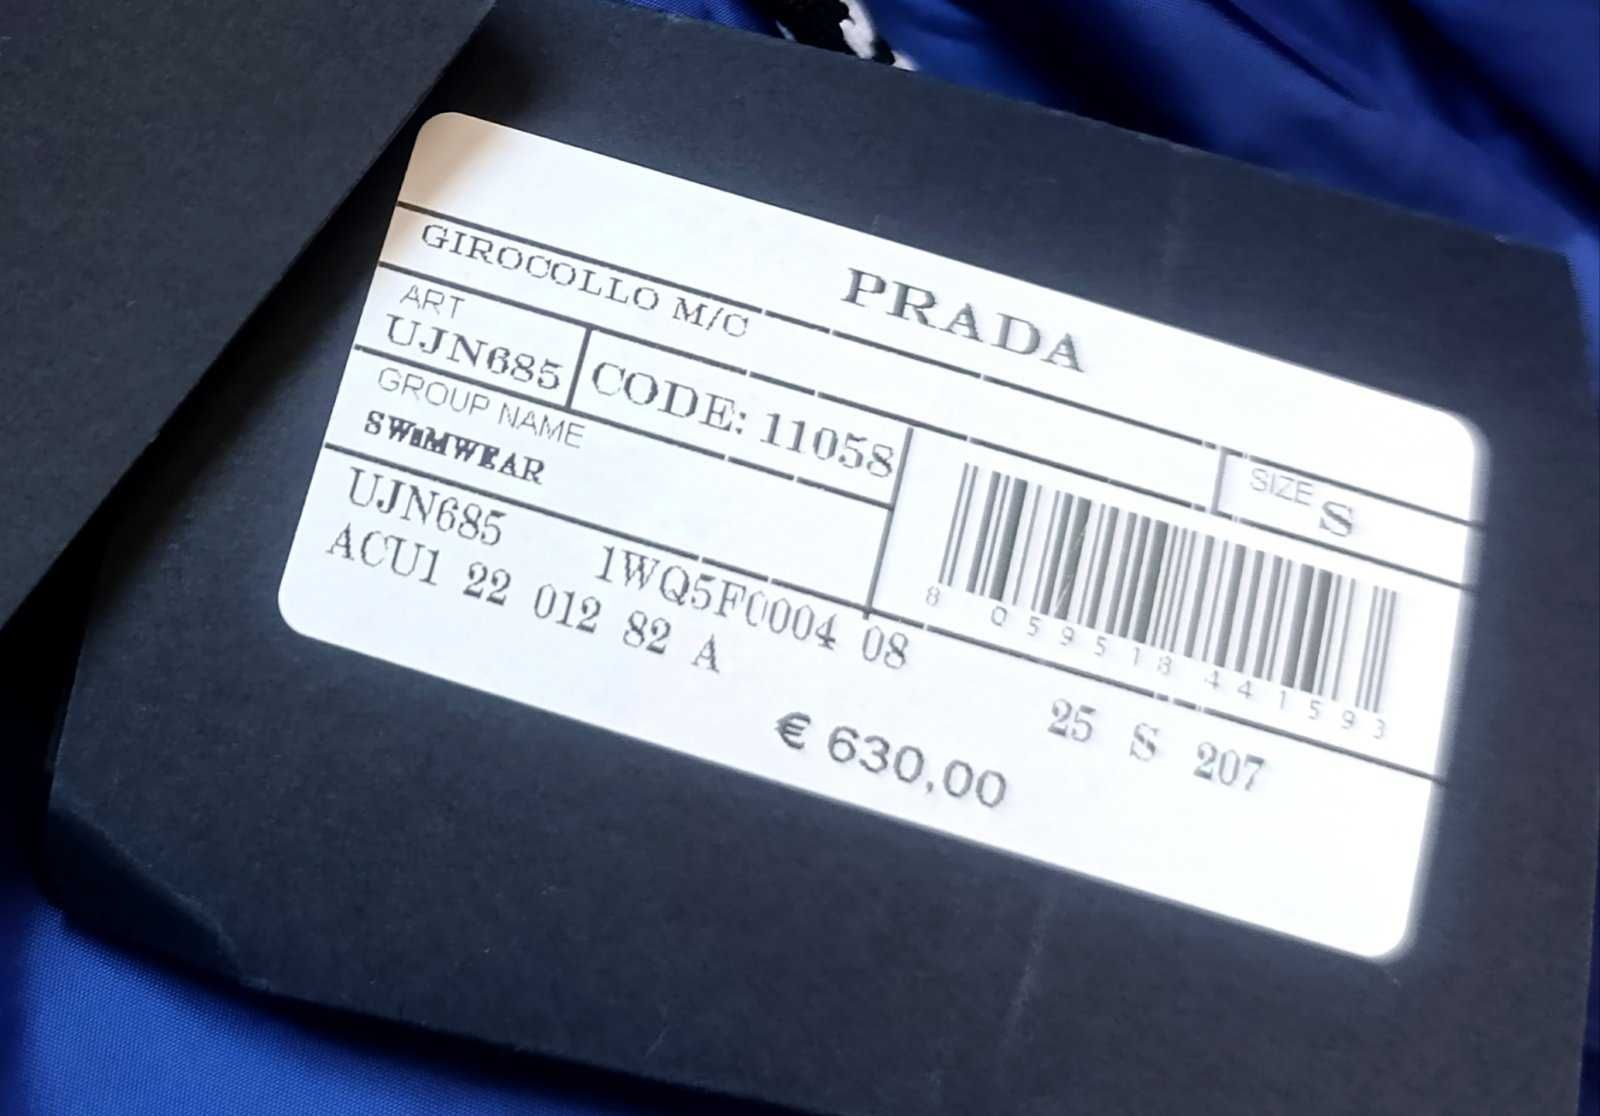 PRADA
GIROCOLLO M/C
SIZE S
ART
UJN685
CODE: 11058
GROUP NAME
SWIMWEAR
8 059518 441593
UJN685 1WQ5F0004 08
ACU1 22 012 82 A
25 S 207
€ 630,00